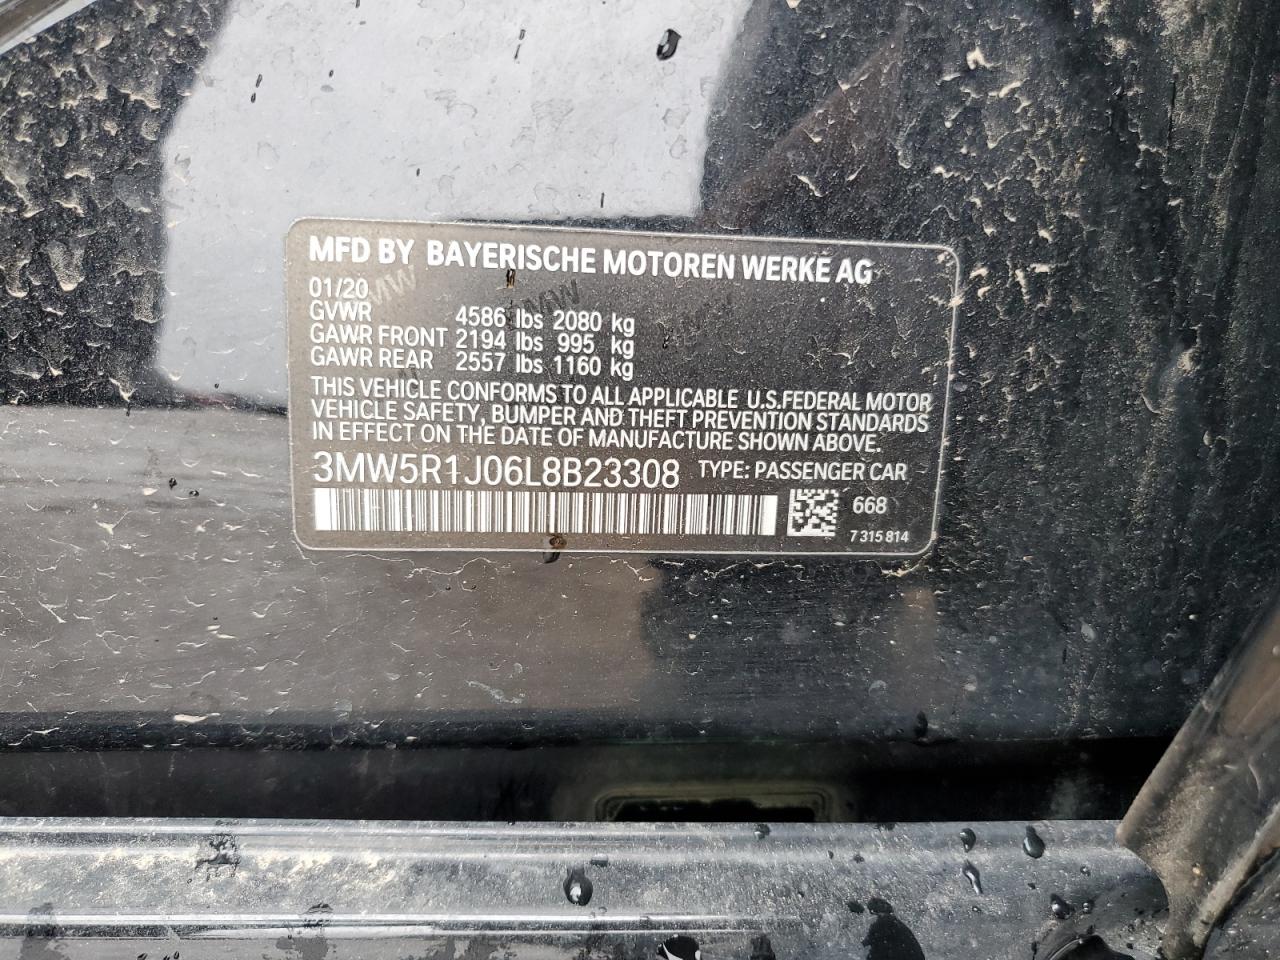 MFD BY BAYERISCHE MOTOREN WERKE AG
01/20
GVWR 4586 lbs 2080 kg
GAWR FRONT 2194 lbs 995 kg
GAWR REAR 2557 lbs 1160 kg
THIS VEHICLE CONFORMS TO ALL APPLICABLE U.S.FEDERAL MOTOR
VEHICLE SAFETY, BUMPER AND THEFT PREVENTION STANDARDS
IN EFFECT ON THE DATE OF MANUFACTURE SHOWN ABOVE.
3MW5R1J06L8B23308 TYPE: PASSENGER CAR
668
7 315 814